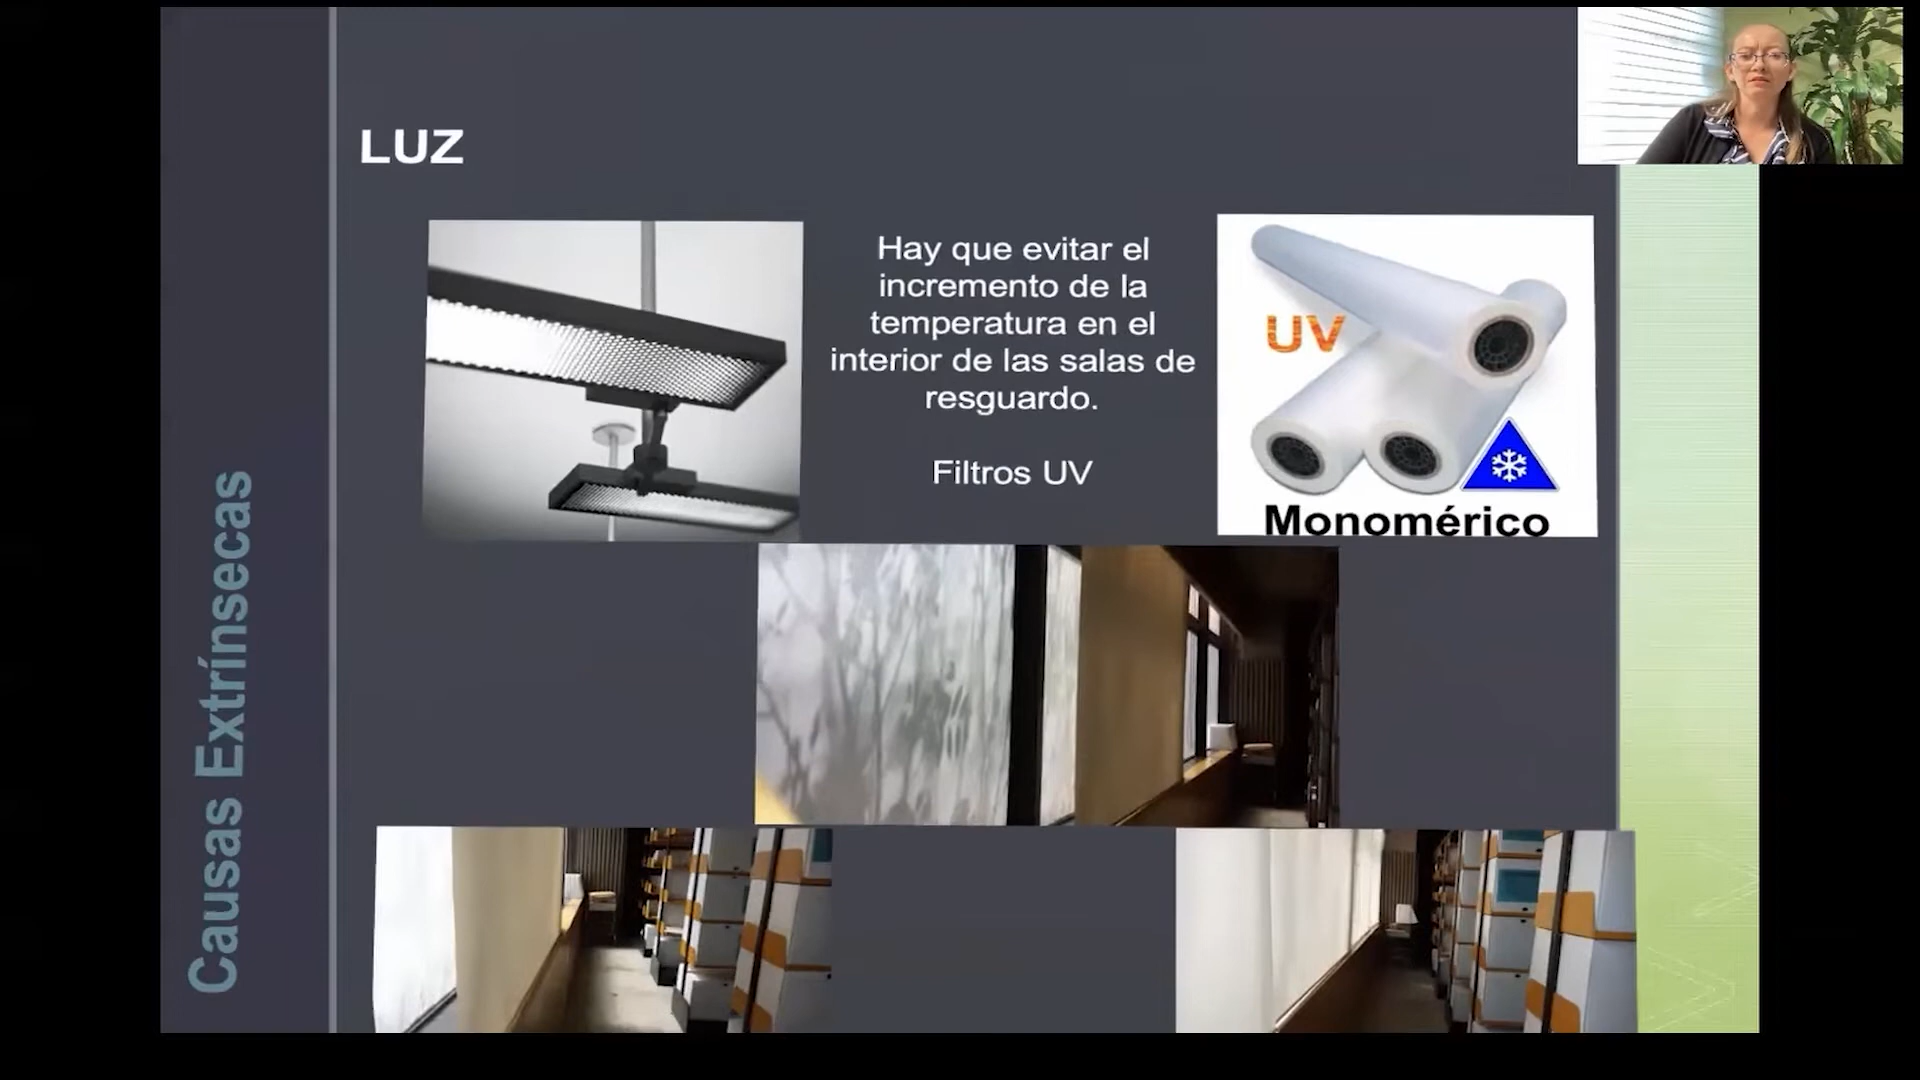 LUZ
Hay que evitar el
incremento de la
temperatura en el
interior de las salas de
resguardo.
Filtros UV
UV
Monomérico
Causas Extrínsecas